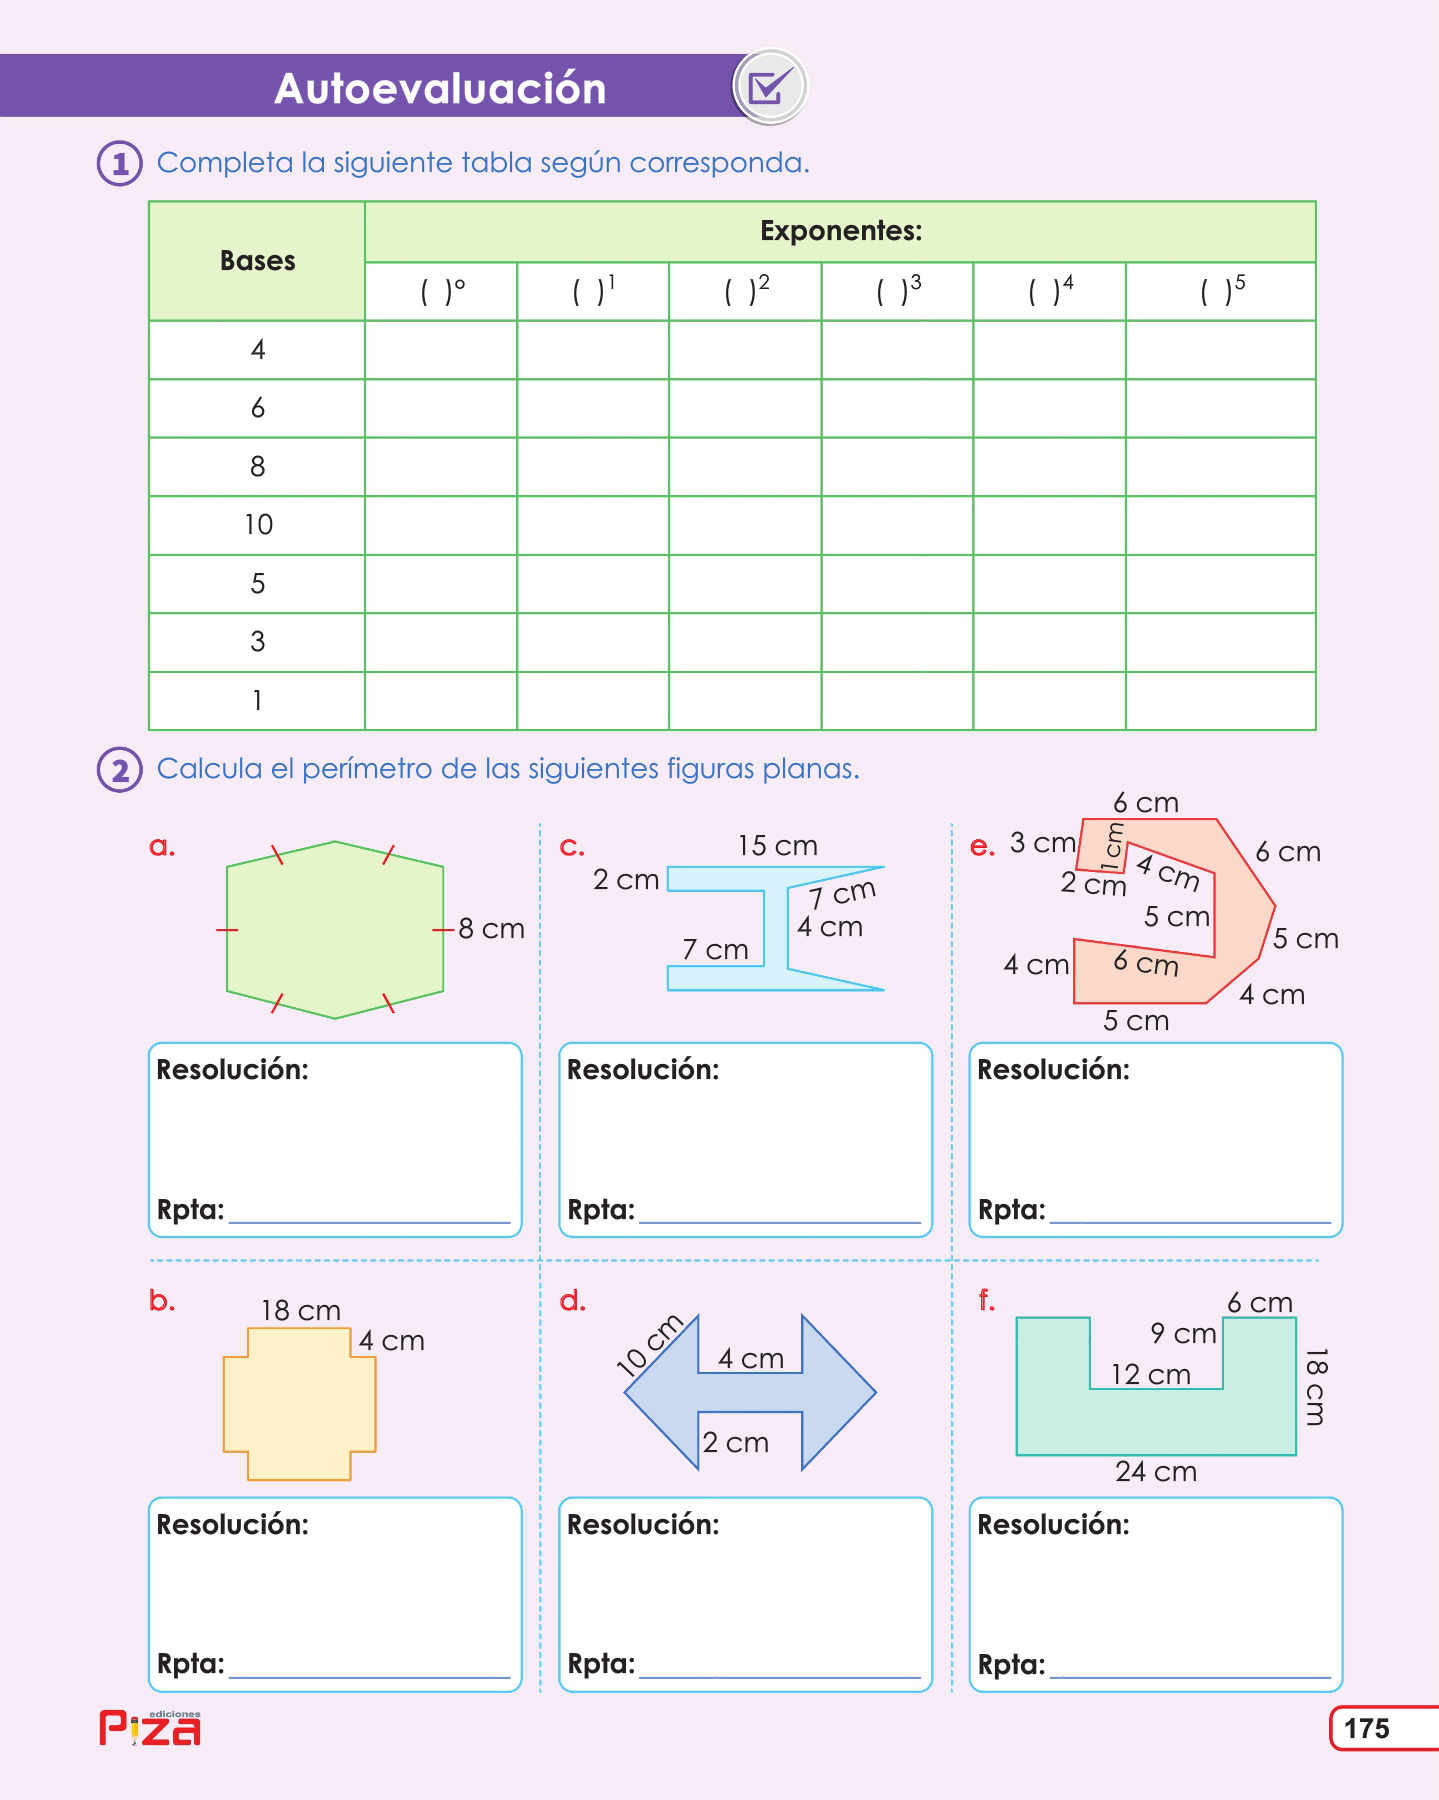 Autoevaluación
1 Completa la siguiente tabla según corresponda.
Bases
Exponentes:
( )° ( )¹ ( )² ( )³ ( )⁴ ( )⁵
4
6
8
10
5
3
1
2 Calcula el perímetro de las siguientes figuras planas.
a.
8 cm
Resolución:
Rpta:
c.
15 cm
2 cm
7 cm
4 cm
7 cm
Resolución:
Rpta:
e.
6 cm
3 cm
1cm
6 cm
4 cm
2 cm
5 cm
5 cm
4 cm
6 cm
4 cm
5 cm
Resolución:
Rpta:
b.
18 cm
4 cm
Resolución:
Rpta:
d.
10 cm
4 cm
2 cm
Resolución:
Rpta:
f.
6 cm
9 cm
12 cm
18 cm
24 cm
Resolución:
Rpta:
ediciones
Piza
175